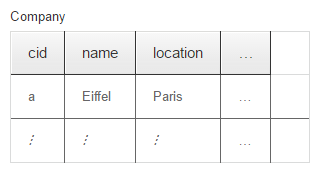 Company
cid name location ...
a Eiffel Paris ...
⋮ ⋮ ⋮ ...